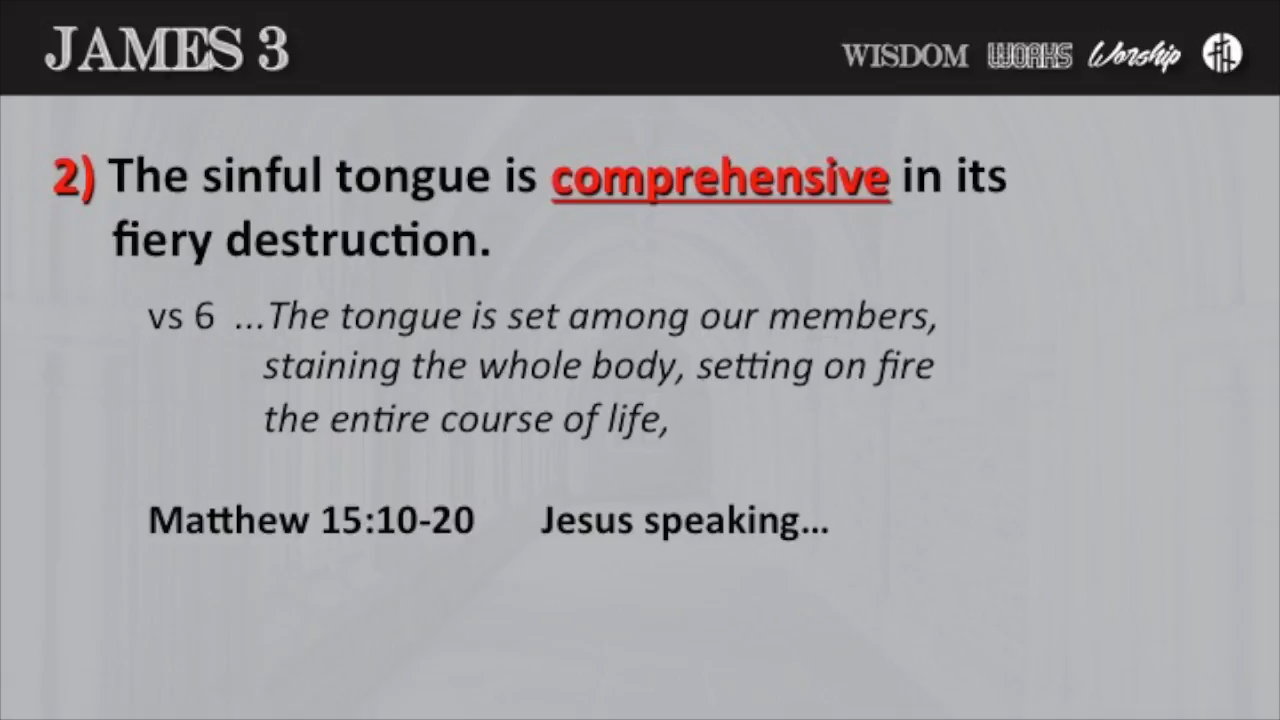 JAMES 3
WISDOM WORKS Worship
2) The sinful tongue is comprehensive in its
fiery destruction.
vs 6 ...The tongue is set among our members,
staining the whole body, setting on fire
the entire course of life,
Matthew 15:10-20 Jesus speaking...